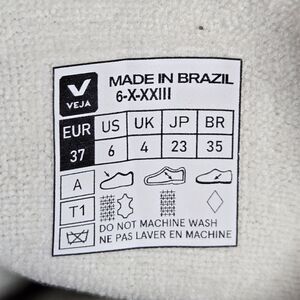 MADE IN BRAZIL
6-X-XXIII
VEJA
EUR US UK JP BR
37 6 4 23 35
A
T1
DO NOT MACHINE WASH
NE PAS LAVER EN MACHINE